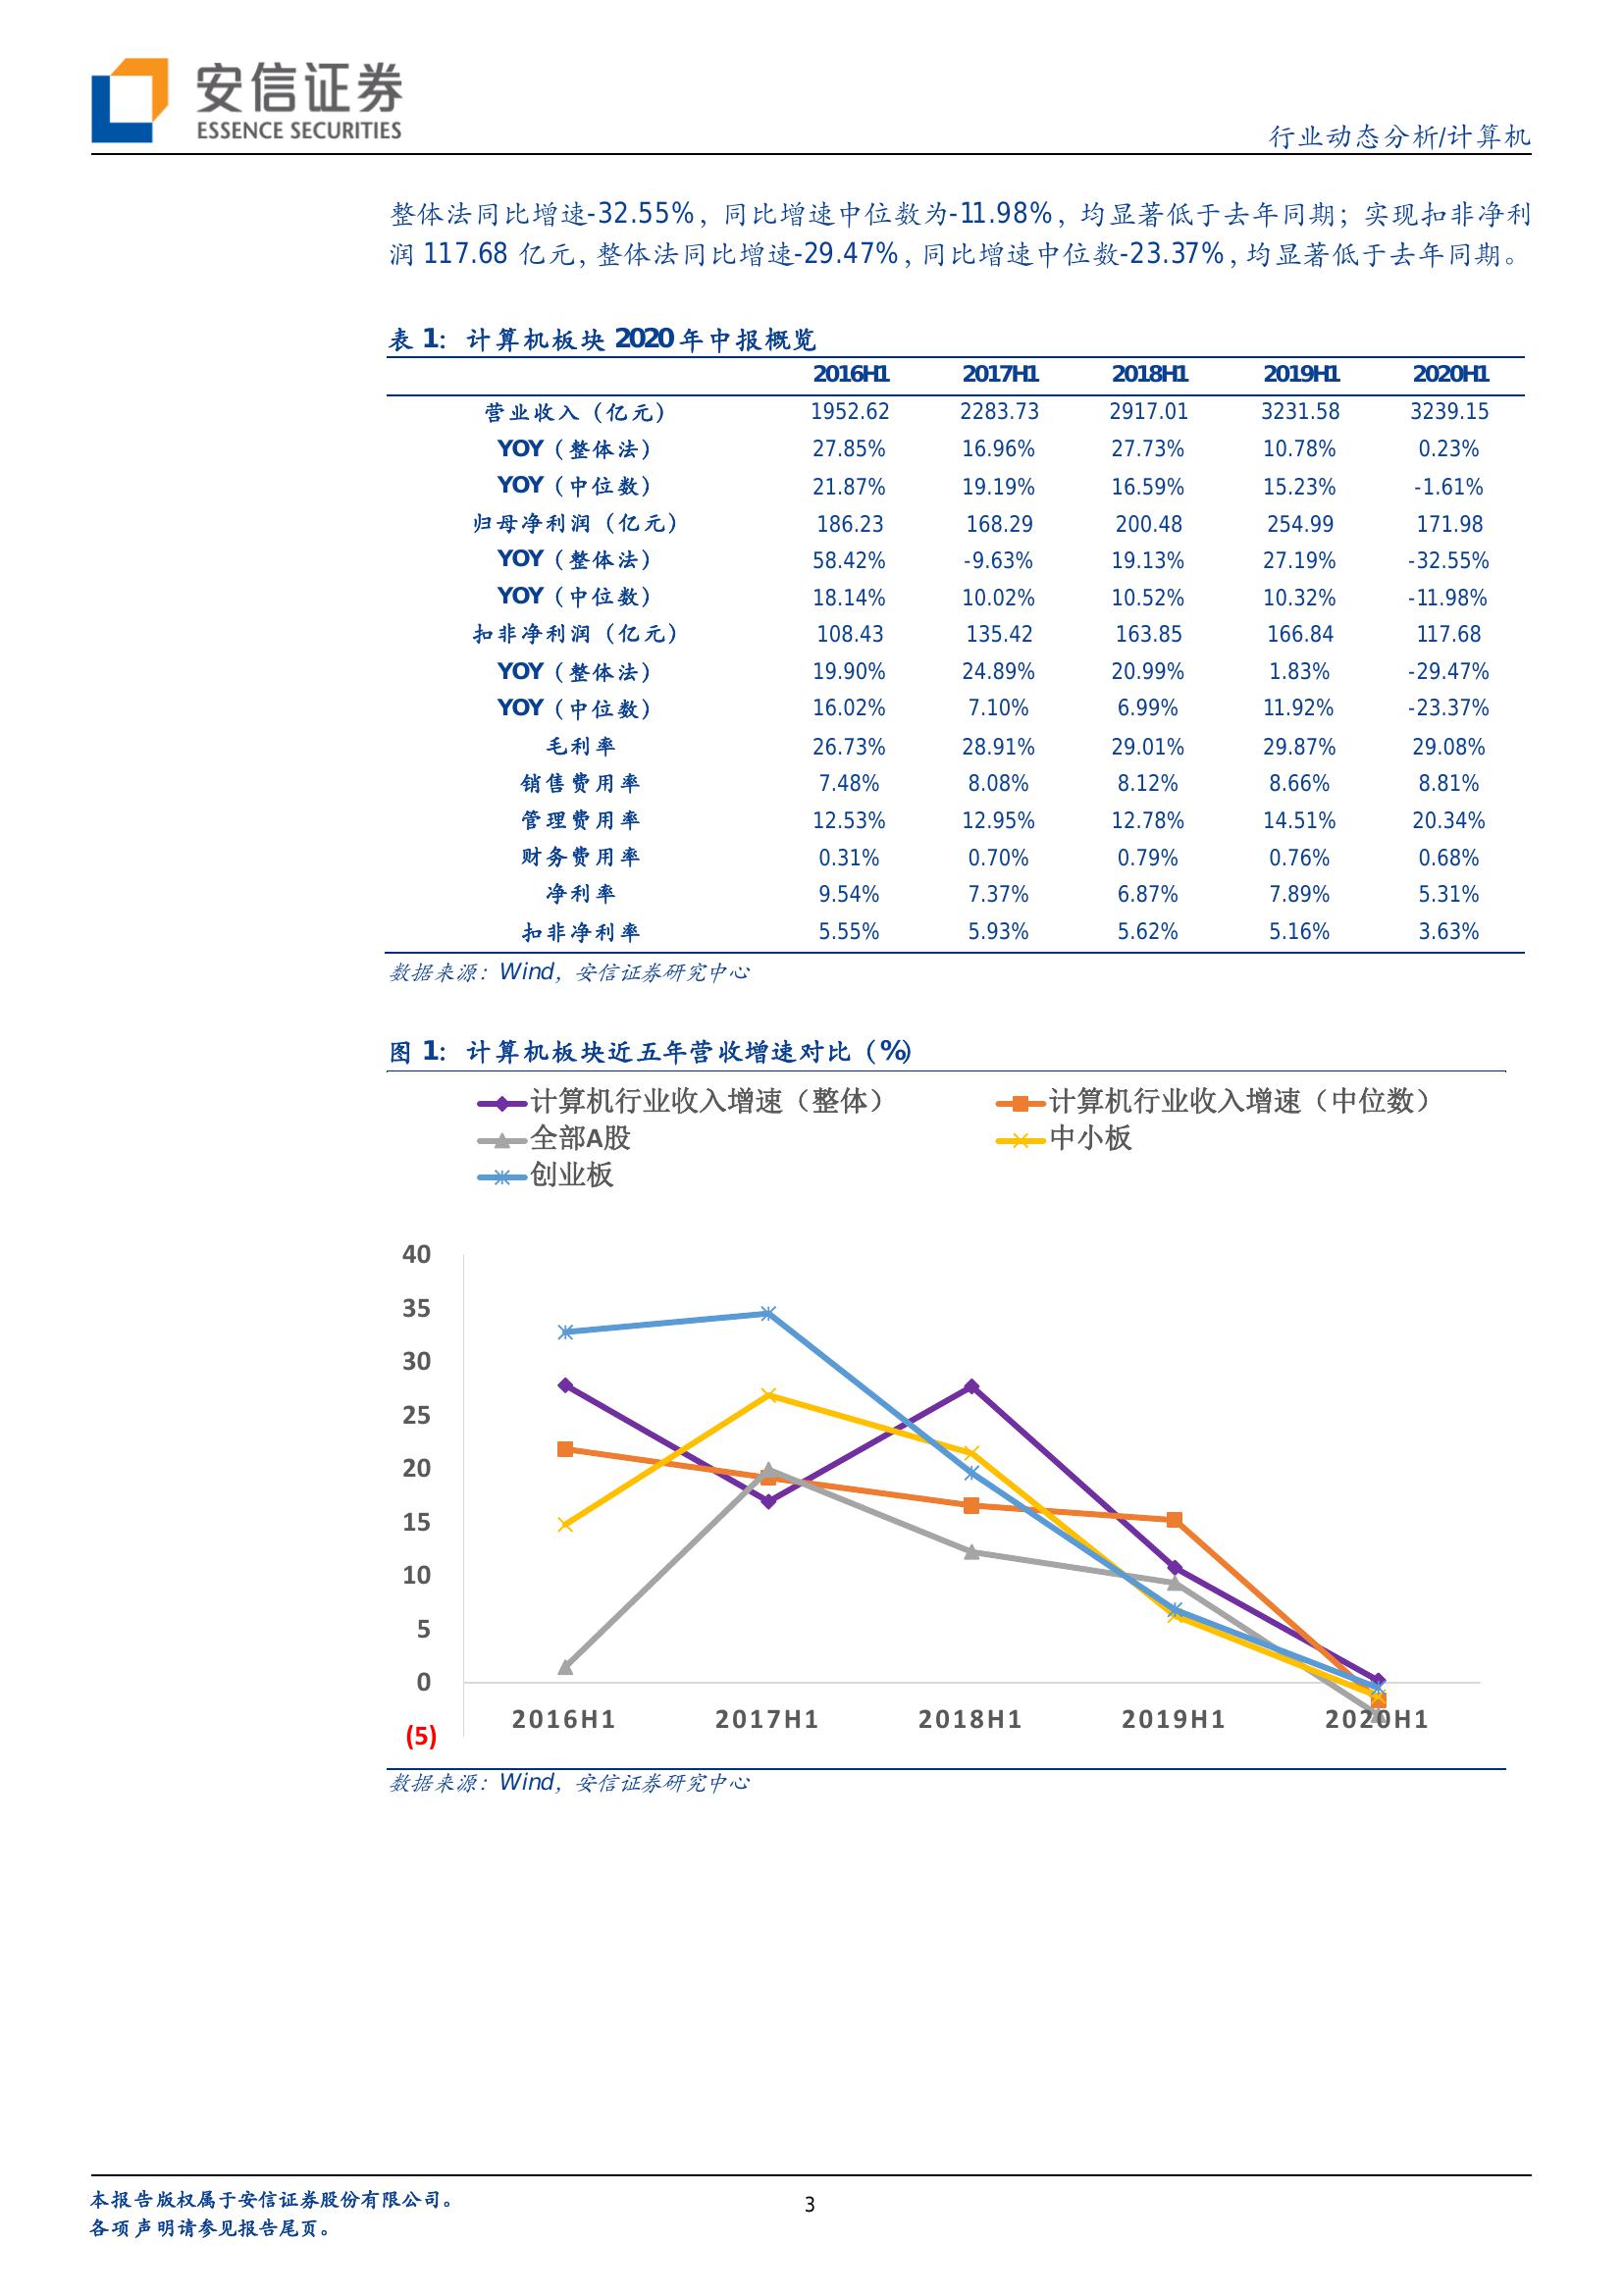 安信证券
ESSENCE SECURITIES
行业动态分析/计算机
整体法同比增速-32.55%，同比增速中位数为-11.98%，均显著低于去年同期；实现扣非净利
润 117.68 亿元，整体法同比增速-29.47%，同比增速中位数-23.37%，均显著低于去年同期。
表 1：计算机板块 2020 年中报概览
2016H1 2017H1 2018H1 2019H1 2020H1
营业收入（亿元） 1952.62 2283.73 2917.01 3231.58 3239.15
YOY（整体法） 27.85% 16.96% 27.73% 10.78% 0.23%
YOY（中位数） 21.87% 19.19% 16.59% 15.23% -1.61%
归母净利润（亿元） 186.23 168.29 200.48 254.99 171.98
YOY（整体法） 58.42% -9.63% 19.13% 27.19% -32.55%
YOY（中位数） 18.14% 10.02% 10.52% 10.32% -11.98%
扣非净利润（亿元） 108.43 135.42 163.85 166.84 117.68
YOY（整体法） 19.90% 24.89% 20.99% 1.83% -29.47%
YOY（中位数） 16.02% 7.10% 6.99% 11.92% -23.37%
毛利率 26.73% 28.91% 29.01% 29.87% 29.08%
销售费用率 7.48% 8.08% 8.12% 8.66% 8.81%
管理费用率 12.53% 12.95% 12.78% 14.51% 20.34%
财务费用率 0.31% 0.70% 0.79% 0.76% 0.68%
净利率 9.54% 7.37% 6.87% 7.89% 5.31%
扣非净利率 5.55% 5.93% 5.62% 5.16% 3.63%
数据来源：Wind，安信证券研究中心
图 1：计算机板块近五年营收增速对比（%）
计算机行业收入增速（整体） 计算机行业收入增速（中位数）
全部A股 中小板
创业板
40
35
30
25
20
15
10
5
0
(5)
2016H1 2017H1 2018H1 2019H1 2020H1
数据来源：Wind，安信证券研究中心
本报告版权属于安信证券股份有限公司。
各项声明请参见报告尾页。
3